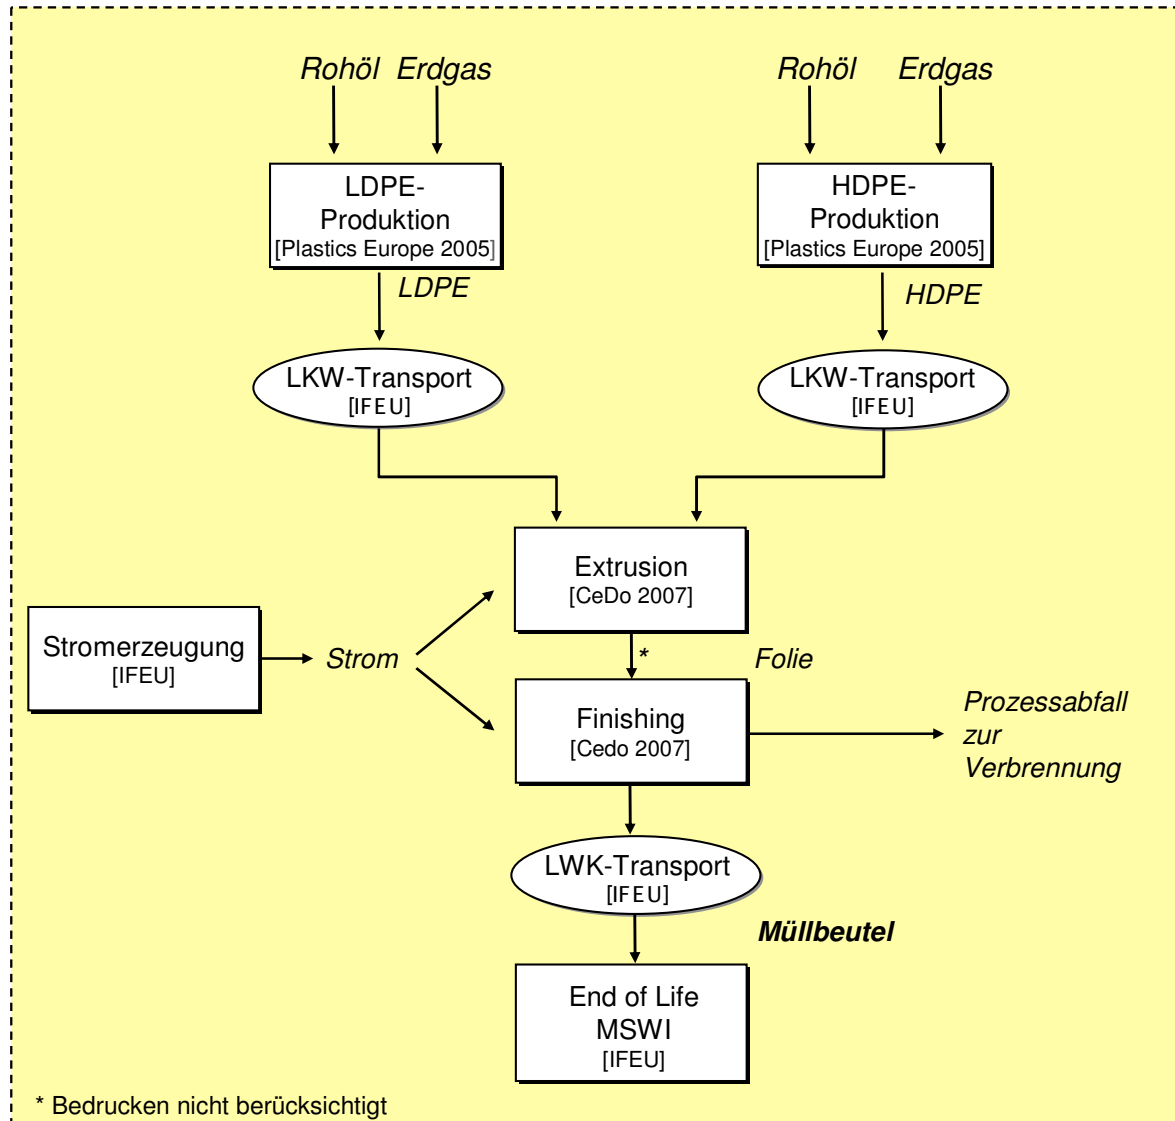 Rohöl Erdgas
Rohöl Erdgas
LDPE-
Produktion
[Plastics Europe 2005]
HDPE-
Produktion
[Plastics Europe 2005]
LDPE
HDPE
LKW-Transport
[IFEU]
LKW-Transport
[IFEU]
Extrusion
[CeDo 2007]
Stromerzeugung
[IFEU]
Strom
*
Folie
Finishing
[Cedo 2007]
Prozessabfall
zur
Verbrennung
LWK-Transport
[IFEU]
Müllbeutel
End of Life
MSWI
[IFEU]
* Bedrucken nicht berücksichtigt